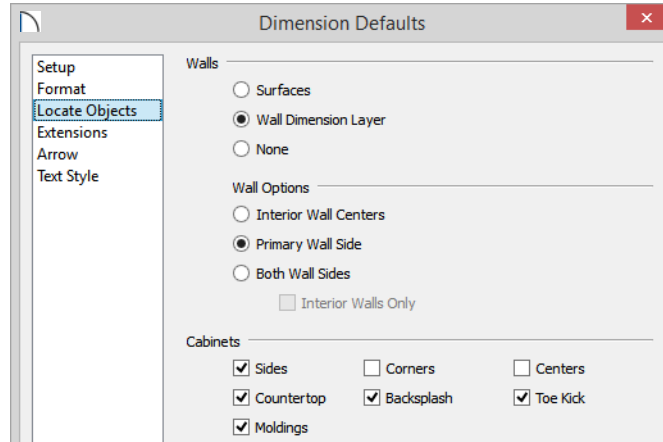 Dimension Defaults
Setup
Format
Locate Objects
Extensions
Arrow
Text Style
Walls
Surfaces
Wall Dimension Layer
None
Wall Options
Interior Wall Centers
Primary Wall Side
Both Wall Sides
Interior Walls Only
Cabinets
Sides Corners Centers
Countertop Backsplash Toe Kick
Moldings